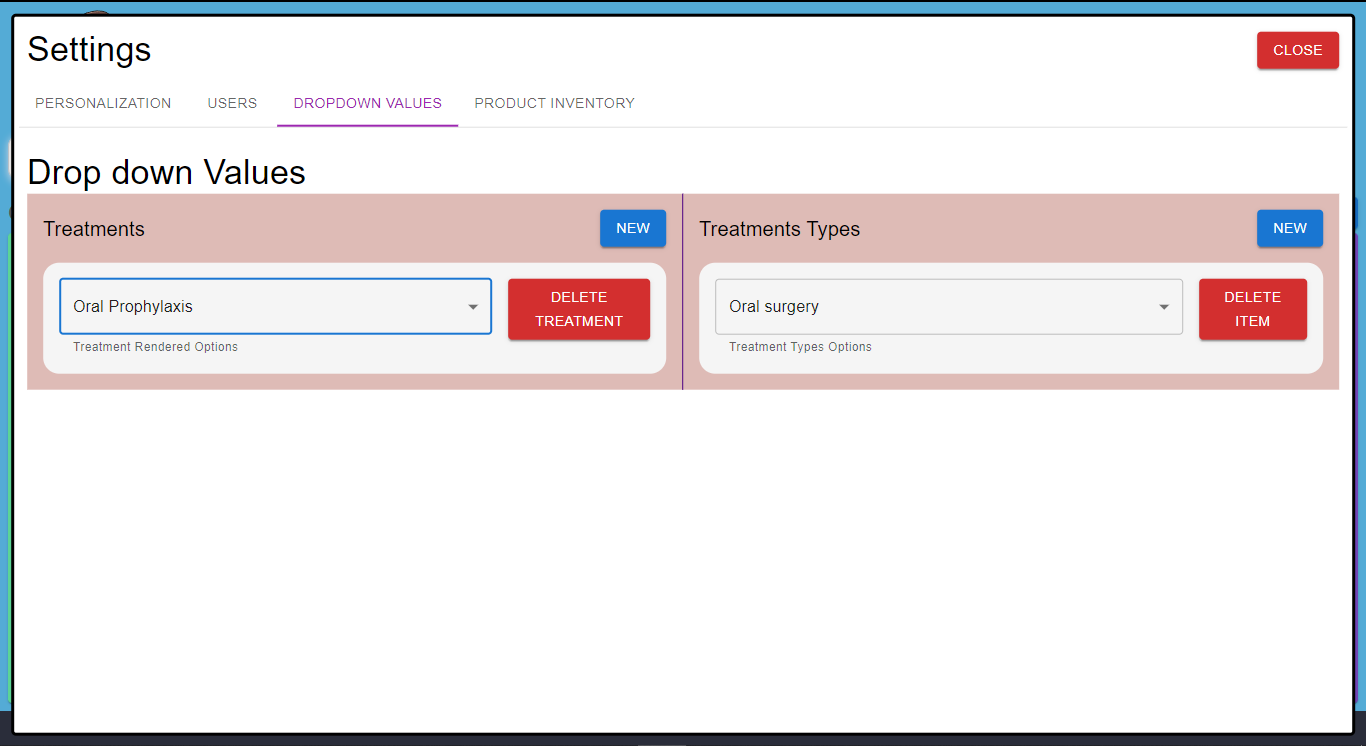 Settings
CLOSE
PERSONALIZATION
USERS
DROPDOWN VALUES
PRODUCT INVENTORY
Drop down Values
Treatments
NEW
Oral Prophylaxis
DELETE
TREATMENT
Treatment Rendered Options
Treatments Types
NEW
Oral surgery
DELETE
ITEM
Treatment Types Options